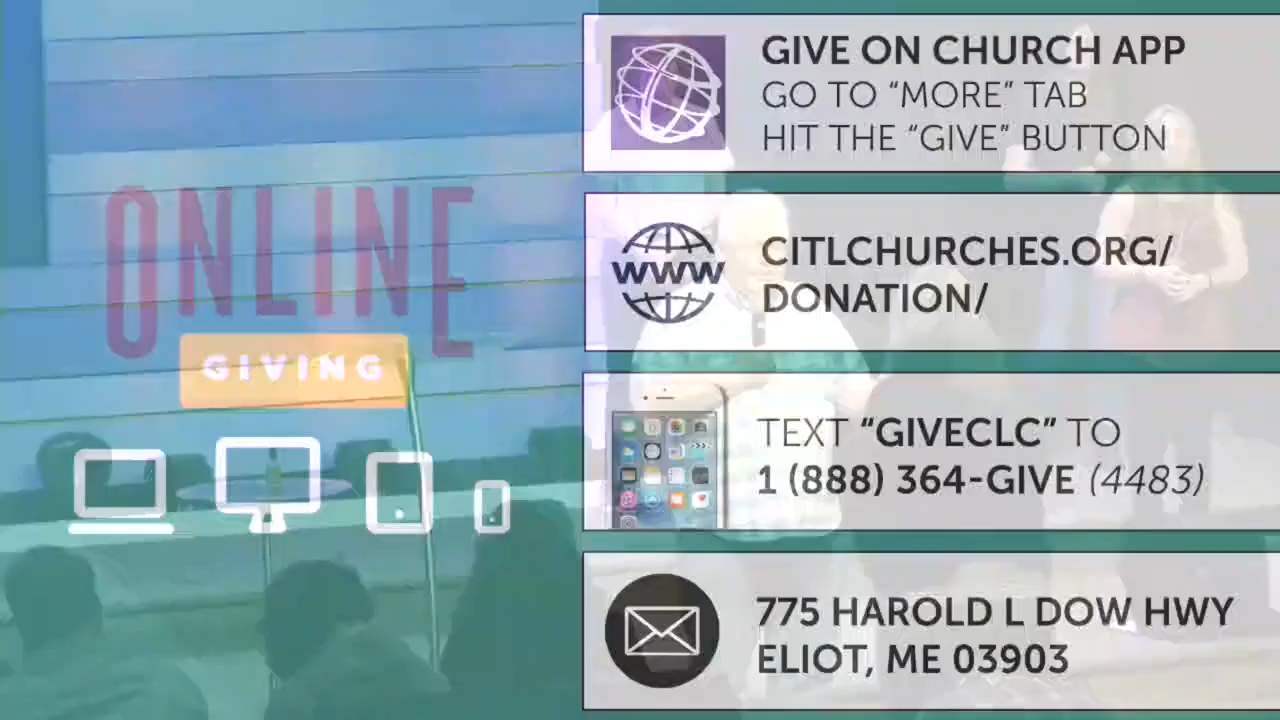 ONLINE
GIVING
GIVE ON CHURCH APP
GO TO “MORE” TAB
HIT THE “GIVE” BUTTON
WWW
CITLCHURCHES.ORG/
DONATION/
TEXT “GIVECLC” TO
1 (888) 364-GIVE (4483)
775 HAROLD L DOW HWY
ELIOT, ME 03903